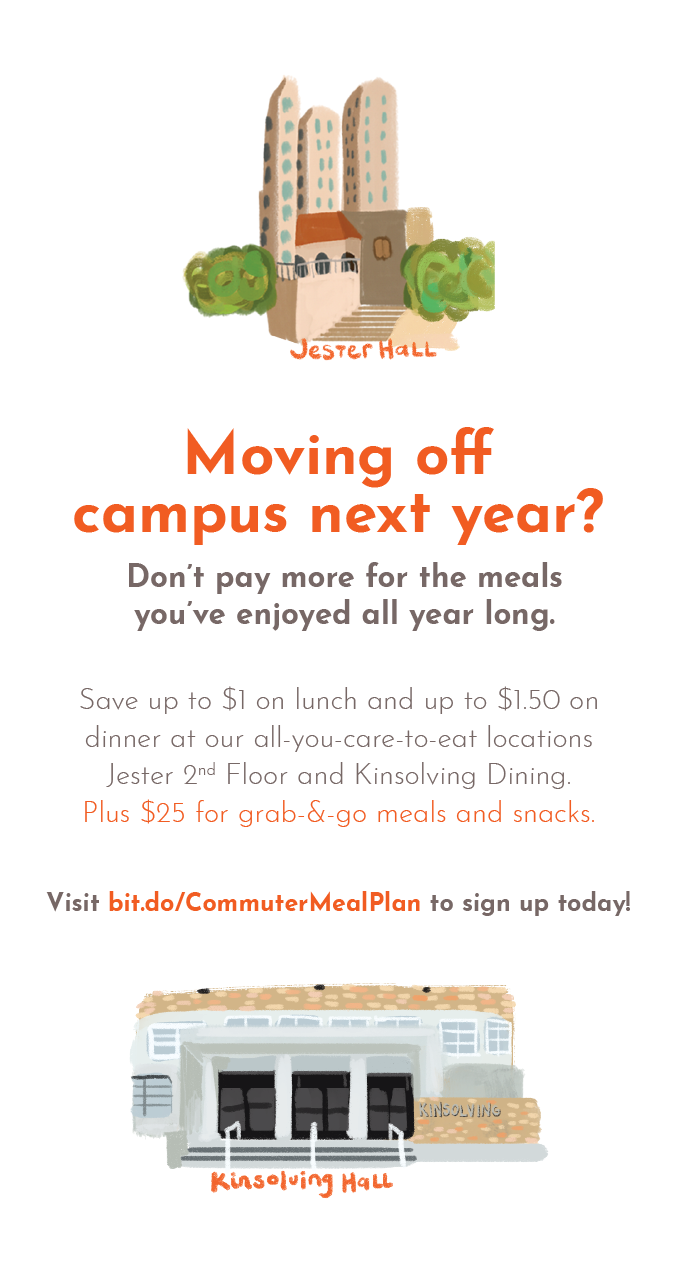 Jester Hall
Moving off
campus next year?
Don't pay more for the meals
you've enjoyed all year long.
Save up to $1 on lunch and up to $1.50 on
dinner at our all-you-care-to-eat locations
Jester 2nd Floor and Kinsolving Dining.
Plus $25 for grab-&-go meals and snacks.
Visit bit.do/CommuterMealPlan to sign up today!
KINSOLVING
Kinsolving Hall